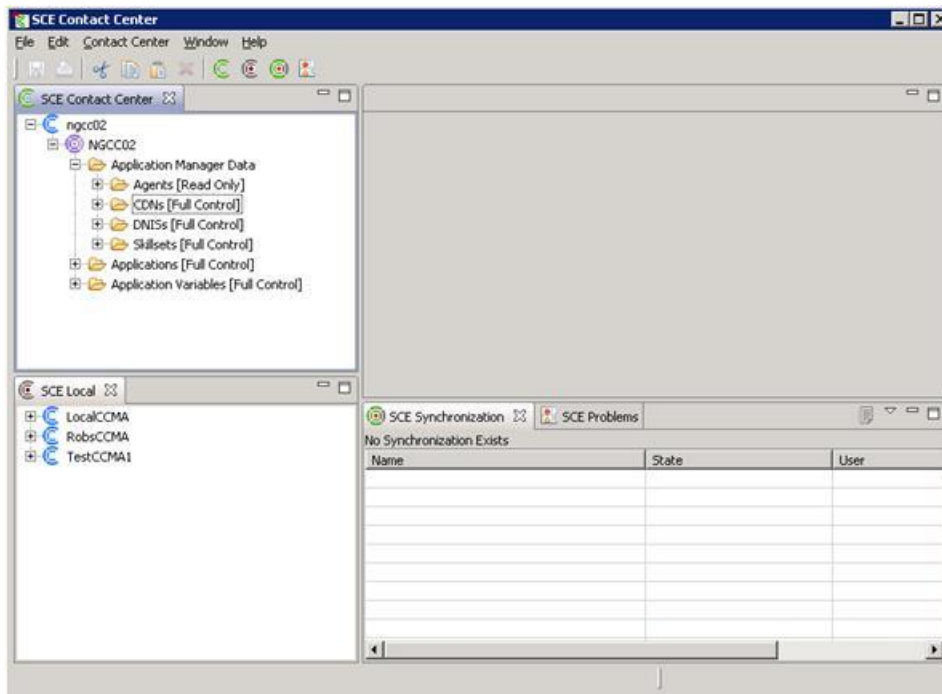 SCE Contact Center
File Edit Contact Center Window Help
SCE Contact Center
ngcc02
NGCC02
Application Manager Data
Agents [Read Only]
CDNs [Full Control]
DNISs [Full Control]
Skillsets [Full Control]
Applications [Full Control]
Application Variables [Full Control]
SCE Local
LocalCCMA
RobsCCMA
TestCCMA1
SCE Synchronization SCE Problems
No Synchronization Exists
Name State User